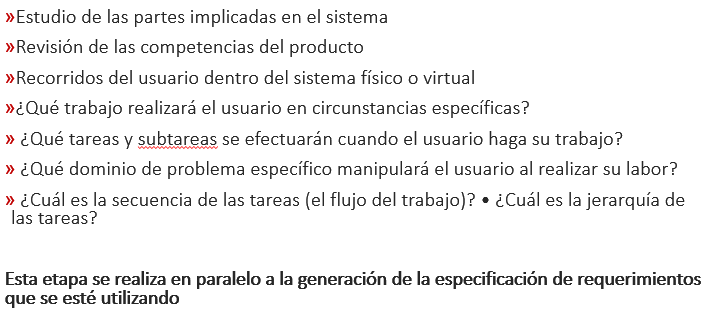 »Estudio de las partes implicadas en el sistema
»Revisión de las competencias del producto
»Recorridos del usuario dentro del sistema físico o virtual
»¿Qué trabajo realizará el usuario en circunstancias específicas?
» ¿Qué tareas y subtareas se efectuarán cuando el usuario haga su trabajo?
» ¿Qué dominio de problema específico manipulará el usuario al realizar su labor?
» ¿Cuál es la secuencia de las tareas (el flujo del trabajo)? • ¿Cuál es la jerarquía de
las tareas?
Esta etapa se realiza en paralelo a la generación de la especificación de requerimientos
que se esté utilizando